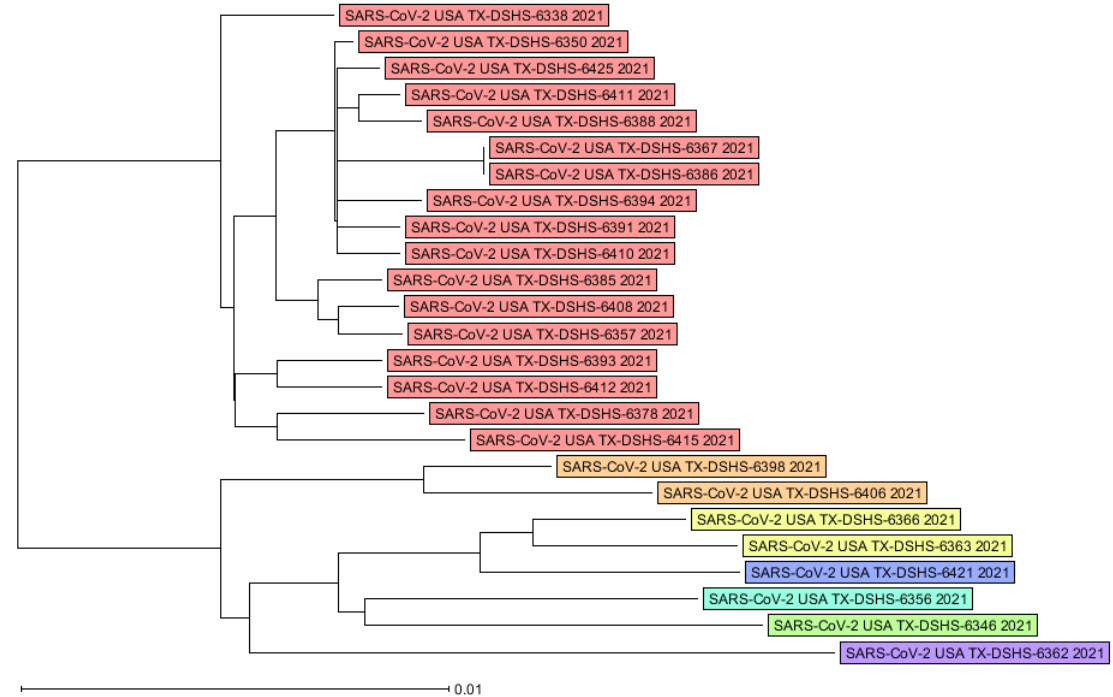 SARS-CoV-2 USA TX-DSHS-6338 2021
SARS-CoV-2 USA TX-DSHS-6350 2021
SARS-CoV-2 USA TX-DSHS-6425 2021
SARS-CoV-2 USA TX-DSHS-6411 2021
SARS-CoV-2 USA TX-DSHS-6388 2021
SARS-CoV-2 USA TX-DSHS-6367 2021
SARS-CoV-2 USA TX-DSHS-6386 2021
SARS-CoV-2 USA TX-DSHS-6394 2021
SARS-CoV-2 USA TX-DSHS-6391 2021
SARS-CoV-2 USA TX-DSHS-6410 2021
SARS-CoV-2 USA TX-DSHS-6385 2021
SARS-CoV-2 USA TX-DSHS-6408 2021
SARS-CoV-2 USA TX-DSHS-6357 2021
SARS-CoV-2 USA TX-DSHS-6393 2021
SARS-CoV-2 USA TX-DSHS-6412 2021
SARS-CoV-2 USA TX-DSHS-6378 2021
SARS-CoV-2 USA TX-DSHS-6415 2021
SARS-CoV-2 USA TX-DSHS-6398 2021
SARS-CoV-2 USA TX-DSHS-6406 2021
SARS-CoV-2 USA TX-DSHS-6366 2021
SARS-CoV-2 USA TX-DSHS-6363 2021
SARS-CoV-2 USA TX-DSHS-6421 2021
SARS-CoV-2 USA TX-DSHS-6356 2021
SARS-CoV-2 USA TX-DSHS-6346 2021
SARS-CoV-2 USA TX-DSHS-6362 2021
0.01